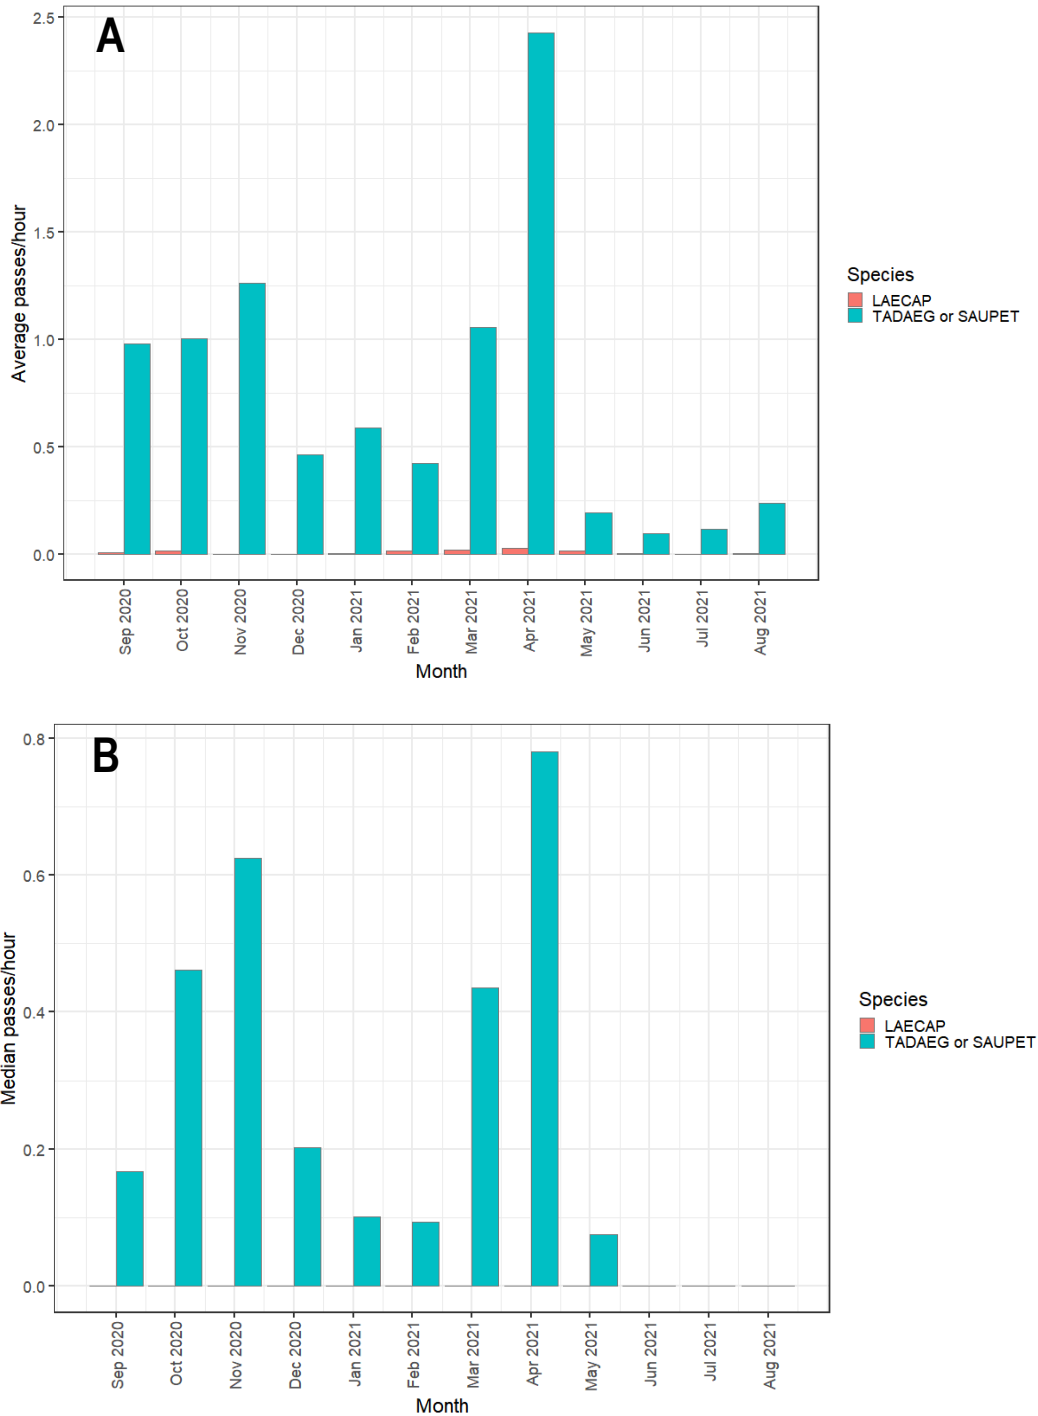 A
2.5
2.0
1.5
1.0
0.5
0.0
Average passes/hour
Sep 2020
Oct 2020
Nov 2020
Dec 2020
Jan 2021
Feb 2021
Mar 2021
Apr 2021
May 2021
Jun 2021
Jul 2021
Aug 2021
Month
Species
LAECAP
TADAEG or SAUPET
B
0.8
0.6
0.4
0.2
0.0
Median passes/hour
Sep 2020
Oct 2020
Nov 2020
Dec 2020
Jan 2021
Feb 2021
Mar 2021
Apr 2021
May 2021
Jun 2021
Jul 2021
Aug 2021
Month
Species
LAECAP
TADAEG or SAUPET